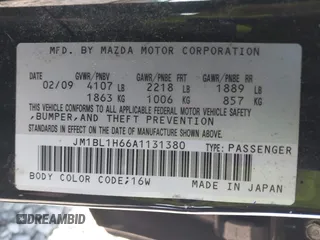 MFD. BY MAZDA MOTOR CORPORATION
GVWR/PNBV GAWR/PNBE FRT GAWR/PNBE RR
02/09 4107 LB 2218 LB 1889 LB
1863 KG 1006 KG 857 KG
THIS VEHICLE CONFORMS TO ALL APPLICABLE FEDERAL MOTOR VEHICLE SAFETY
,BUMPER,AND THEFT PREVENTION
STANDARDS IN EFFECT ON THE DATE OF MANUFACTURE SHOWN ABOVE.
JM1BL1H66A1131380 TYPE:PASSENGER
BODY COLOR CODE;16W MADE IN JAPAN
DREAMBID